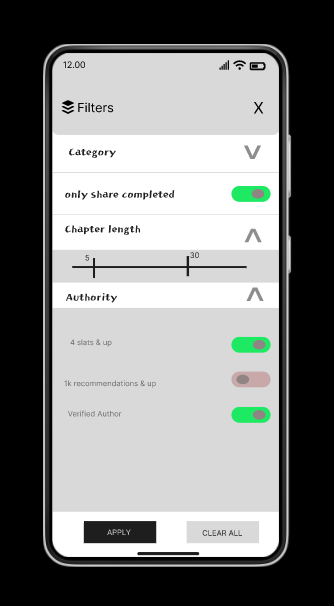 12.00
Filters X
Category
only share completed
Chapter length
5 30
Authority
4 slats & up
1k recommendations & up
Verified Author
APPLY CLEAR ALL